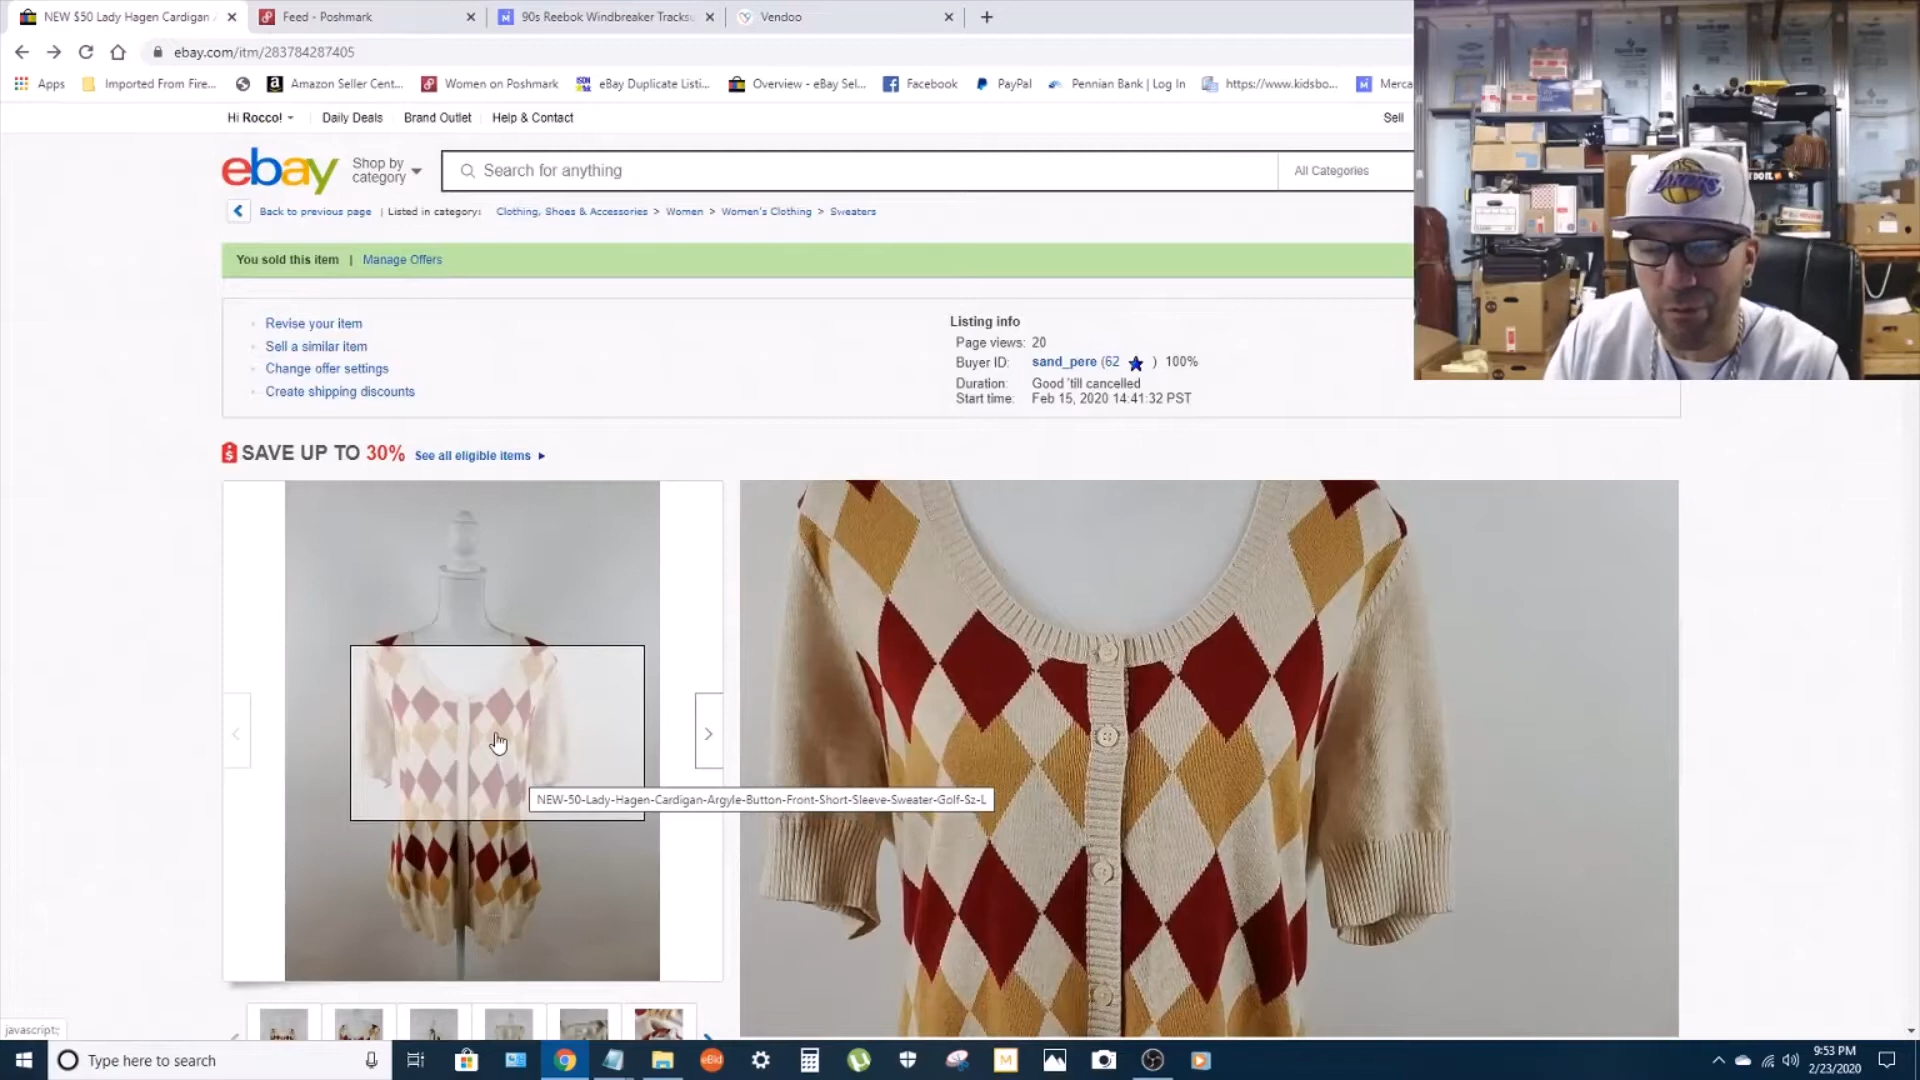 NEW $50 Lady Hagen Cardigan
Feed - Poshmark
90s Reebok Windbreaker Tracksu
Vendoo
ebay.com/itm/283784287405
Apps
Imported From Fire...
Amazon Seller Cent...
Women on Poshmark
eBay Duplicate Listi...
Overview - eBay Sel...
Facebook
PayPal
Pennian Bank | Log In
https://www.kidsbo...
Merca
Hi Rocco!
Daily Deals
Brand Outlet
Help & Contact
Sell
ebay
Shop by
category
Search for anything
All Categories
Back to previous page | Listed in category: Clothing, Shoes & Accessories > Women > Women's Clothing > Sweaters
You sold this item | Manage Offers
Revise your item
Sell a similar item
Change offer settings
Create shipping discounts
Listing info
Page views: 20
Buyer ID: sand_pere (62 ) 100%
Duration: Good 'till cancelled
Start time: Feb 15, 2020 14:41:32 PST
SAVE UP TO 30% See all eligible items
NEW-50-Lady-Hagen-Cardigan-Argyle-Button-Front-Short-Sleeve-Sweater-Golf-Sz-L
javascript:
Type here to search
eBid
M
9:53 PM
2/23/2020